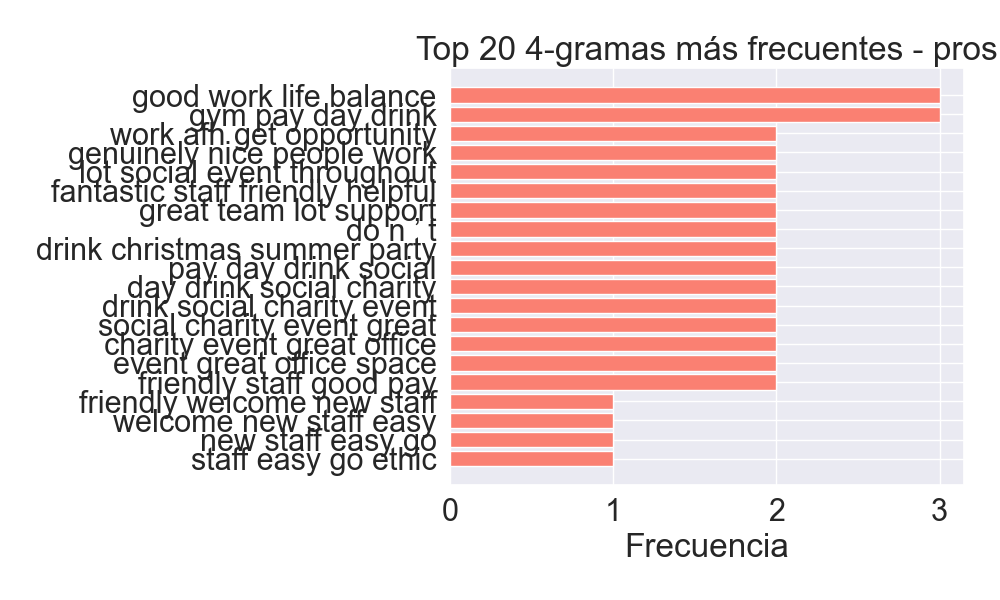 Top 20 4-gramas más frecuentes - pros
good work life balance
gym pay day drink
work afh get opportunity
genuinely nice people work
lot social event throughout
fantastic staff friendly helpful
great team lot support
do n ’ t
drink christmas summer party
pay day drink social
day drink social charity
drink social charity event
social charity event great
charity event great office
event great office space
friendly staff good pay
friendly welcome new staff
welcome new staff easy
new staff easy go
staff easy go ethic
0 1 2 3
Frecuencia